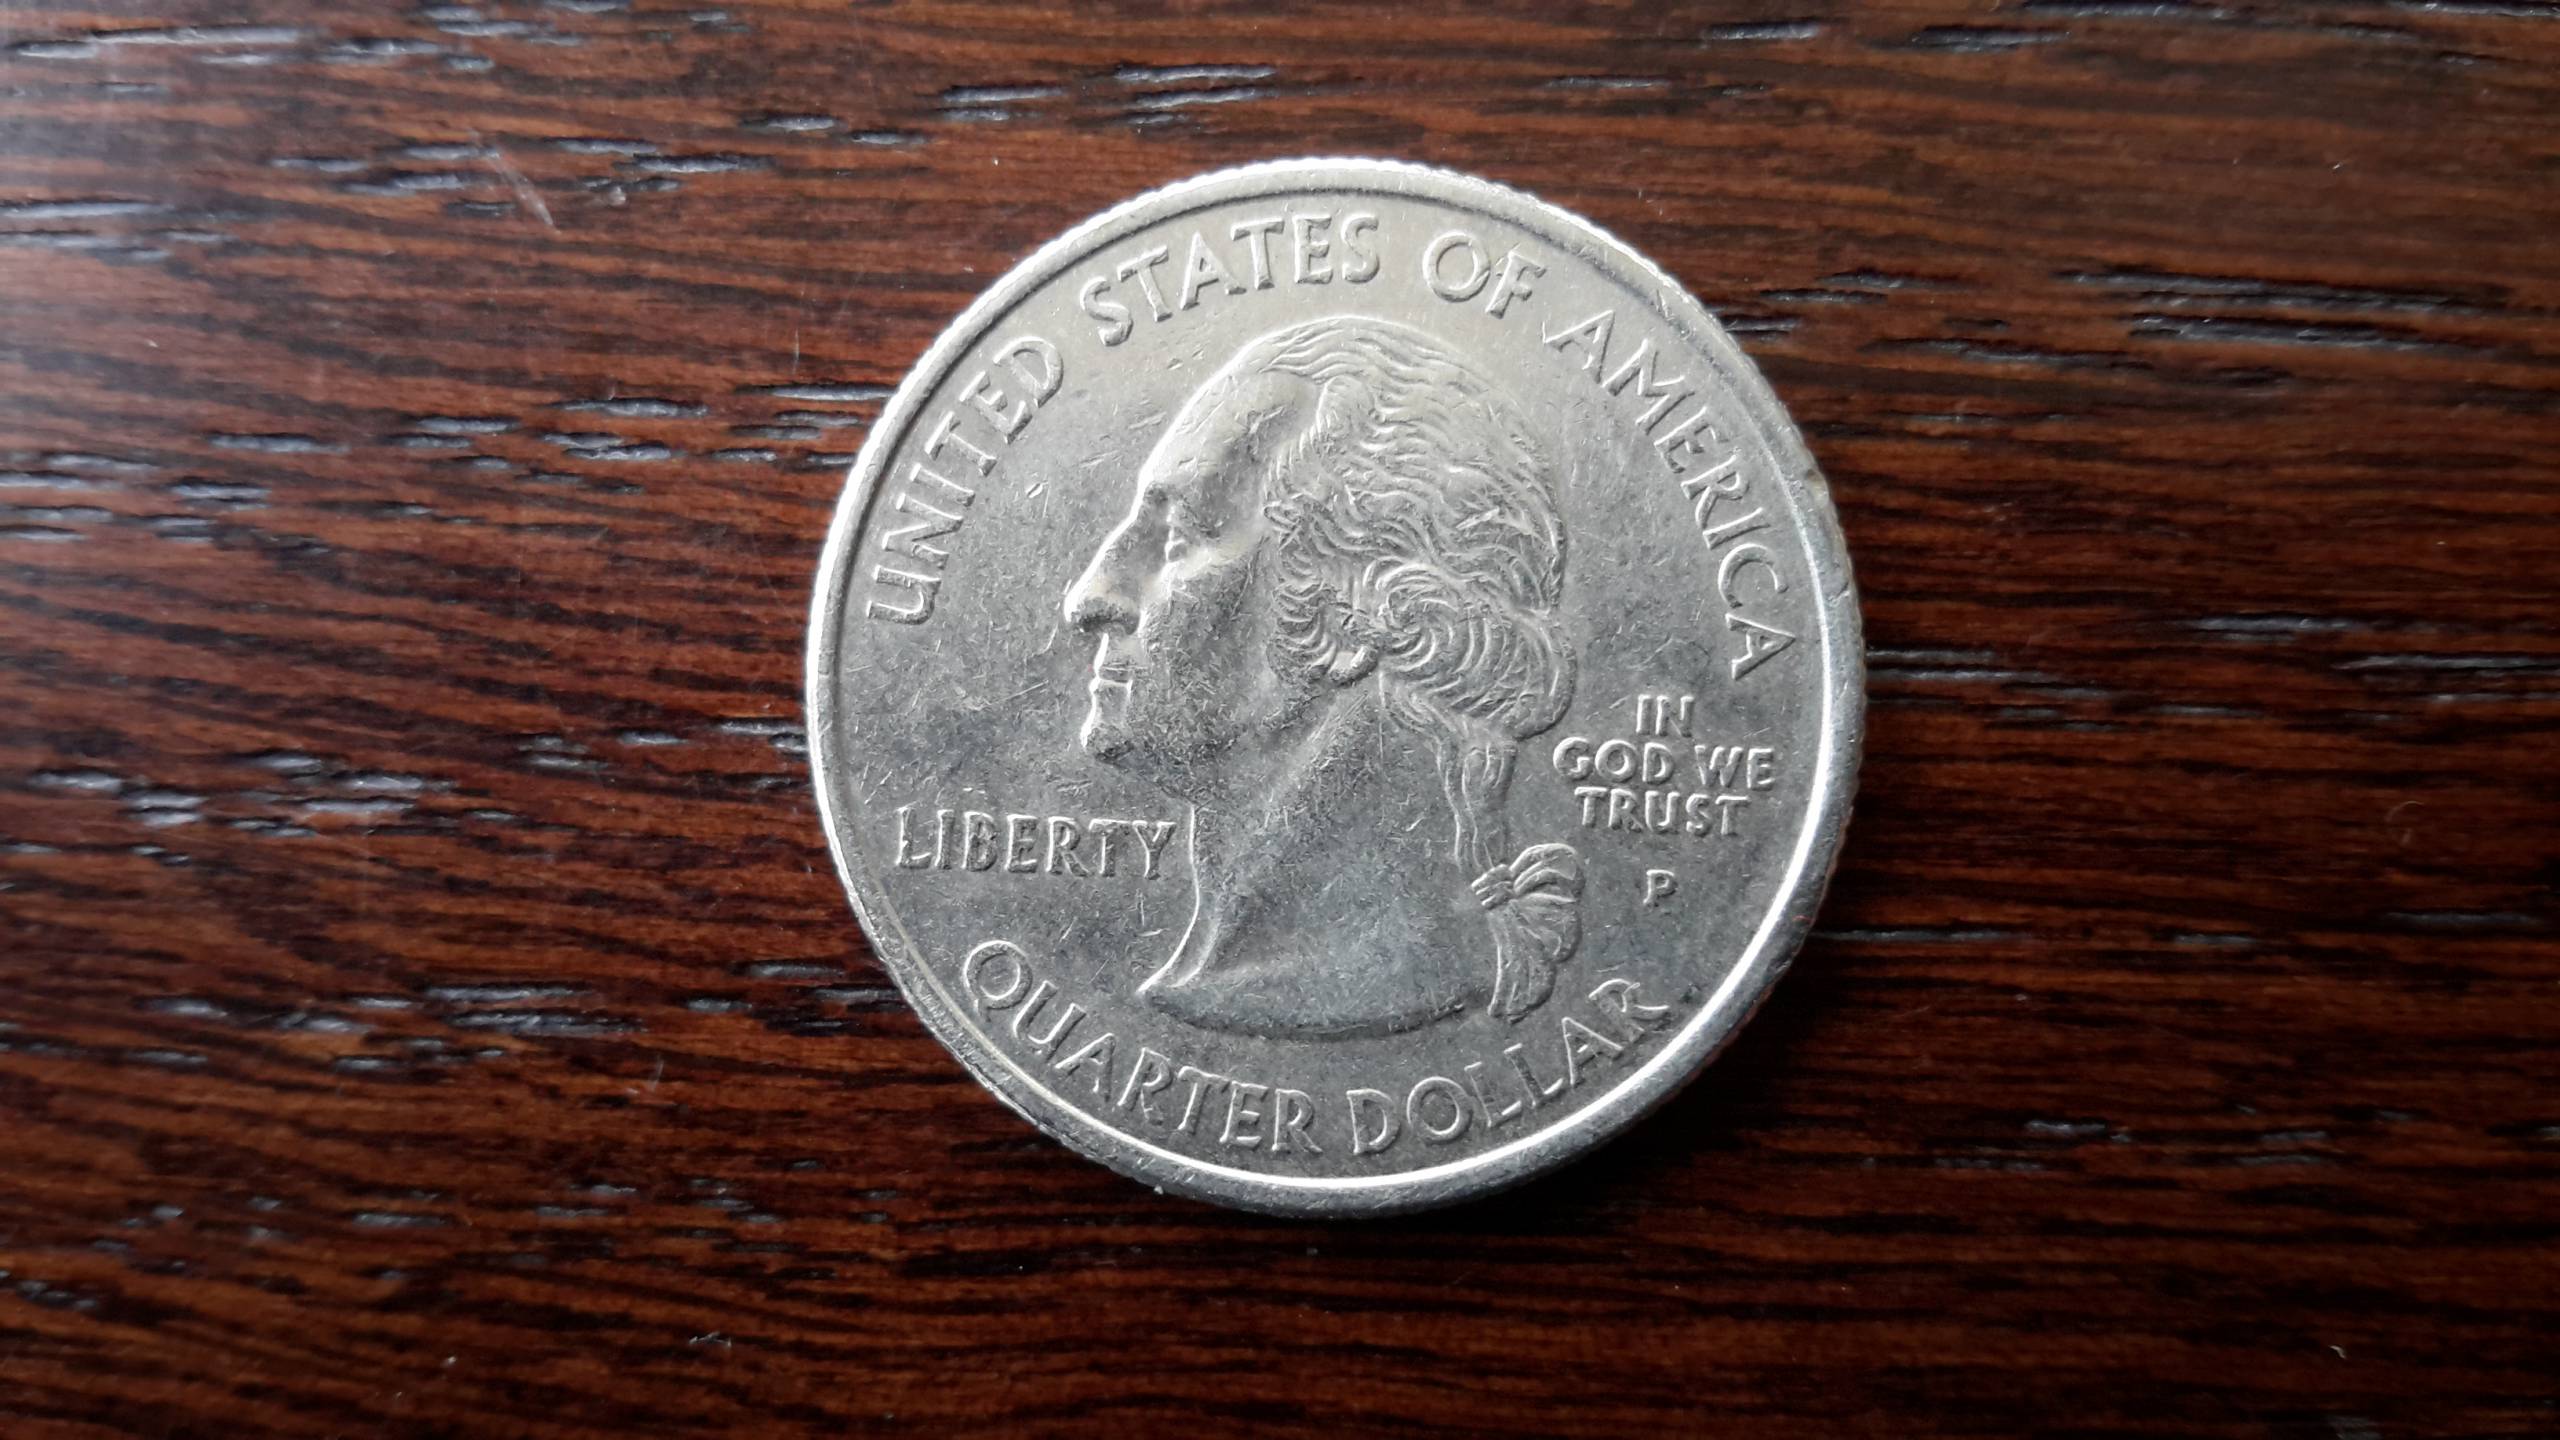 UNITED STATES OF AMERICA
LIBERTY
IN
GOD WE
TRUST
P
QUARTER DOLLAR